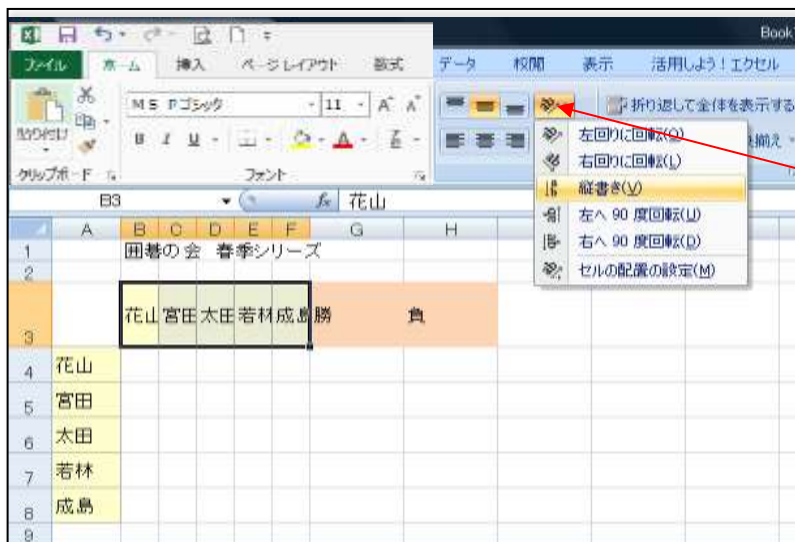 Book
ファイル ホーム 挿入 ページレイアウト 数式 データ 校閲 表示 活用しよう！エクセル
MS Pゴシック 11 A A
折り返して全体を表示する
貼り付け B I U A
揃え
クリップボード フォント
左回りに回転(O)
右回りに回転(L)
縦書き(V)
左へ 90 度回転(U)
右へ 90 度回転(D)
セルの配置の設定(M)
B3 fx 花山
A B C D E F G H
1 囲碁の会 春季シリーズ
2
3 花山 宮田 太田 若林 成島 勝 負
4 花山
5 宮田
6 太田
7 若林
8 成島
9